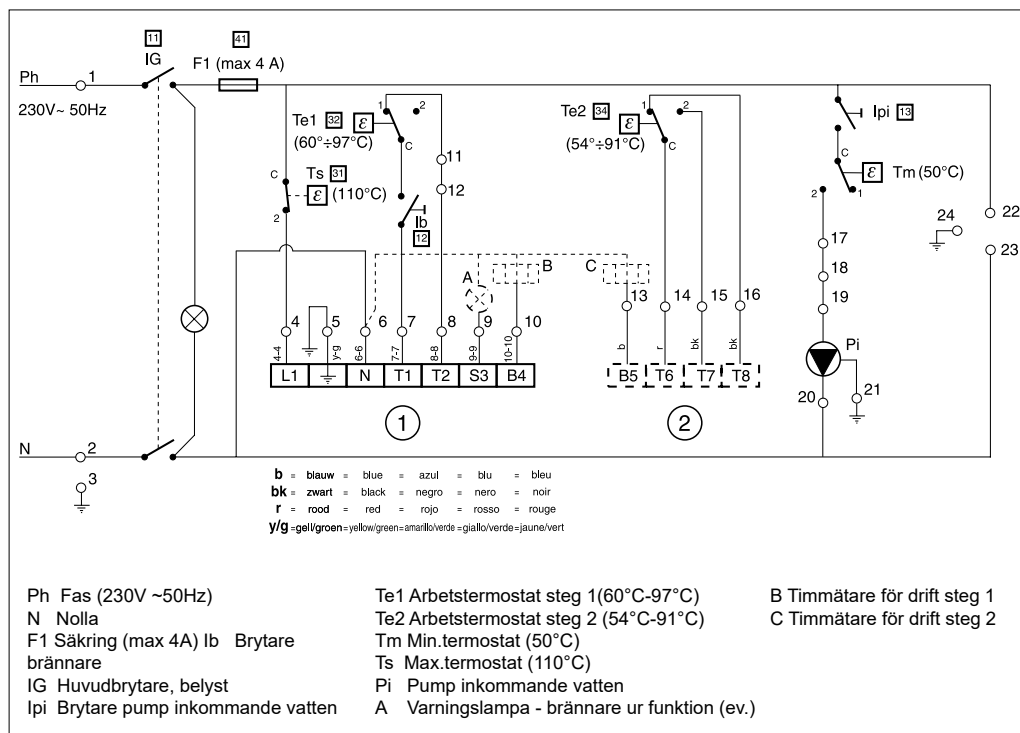 11
41
IG
F1 (max 4 A)
Ph
1
230V~ 50Hz
1
2
Te1 32 ε
(60°÷97°C)
C
11
12
1
2
Te2 34 ε
(54°÷91°C)
C
Ipi 13
C
ε Tm (50°C)
2
1
C
Ts 31
ε (110°C)
2
Ib
12
24
22
23
17
18
19
A
B
C
13
14
15
16
4
5
6
7
8
9
10
4-4
y-g
6-6
7-7
8-8
9-9
10-10
b
r
bk
bk
L1
N
T1
T2
S3
B4
B5
T6
T7
T8
Pi
20
21
1
2
N
2
3
b = blauw = blue = azul = blu = bleu
bk = zwart = black = negro = nero = noir
r = rood = red = rojo = rosso = rouge
y/g =gell/groen=yellow/green=amarillo/verde=giallo/verde=jaune/vert
Ph Fas (230V ~50Hz)
N Nolla
F1 Säkring (max 4A) Ib Brytare
brännare
IG Huvudbrytare, belyst
Ipi Brytare pump inkommande vatten
Te1 Arbetstermostat steg 1(60°C-97°C)
Te2 Arbetstermostat steg 2 (54°C-91°C)
Tm Min.termostat (50°C)
Ts Max.termostat (110°C)
Pi Pump inkommande vatten
A Varningslampa - brännare ur funktion (ev.)
B Timmätare för drift steg 1
C Timmätare för drift steg 2